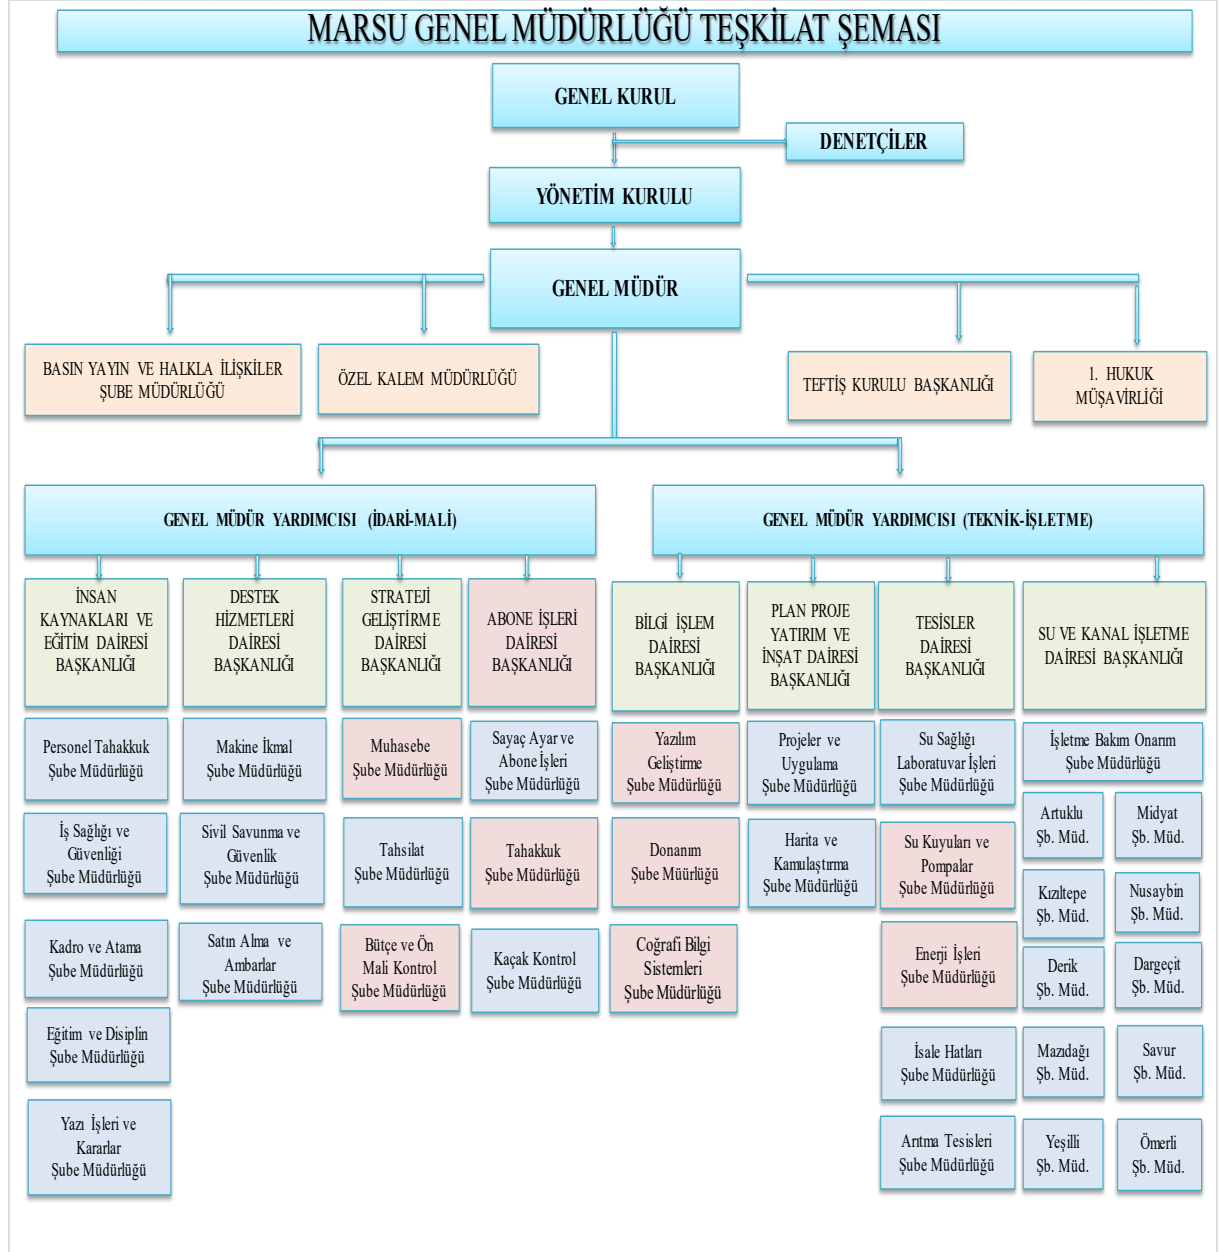 MARSU GENEL MÜDÜRLÜĞÜ TEŞKİLAT ŞEMASI
GENEL KURUL
DENETÇİLER
YÖNETİM KURULU
GENEL MÜDÜR
BASIN YAYIN VE HALKLA İLİŞKİLER
ŞUBE MÜDÜRLÜĞÜ
ÖZEL KALEM MÜDÜRLÜĞÜ
TEFTİŞ KURULU BAŞKANLIĞI
1. HUKUK
MÜŞAVİRLİĞİ
GENEL MÜDÜR YARDIMCISI (İDARİ-MALİ)
GENEL MÜDÜR YARDIMCISI (TEKNİK-İŞLETME)
İNSAN
KAYNAKLARI VE
EĞİTİM DAİRESİ
BAŞKANLIĞI
DESTEK
HİZMETLERİ
DAİRESİ
BAŞKANLIĞI
STRATEJİ
GELİŞTİRME
DAİRESİ
BAŞKANLIĞI
ABONE İŞLERİ
DAİRESİ
BAŞKANLIĞI
BİLGİ İŞLEM
DAİRESİ
BAŞKANLIĞI
PLAN PROJE
YATIRIM VE
İNŞAT DAİRESİ
BAŞKANLIĞI
TESİSLER
DAİRESİ
BAŞKANLIĞI
SU VE KANAL İŞLETME
DAİRESİ BAŞKANLIĞI
Personel Tahakkuk
Şube Müdürlüğü
Makine İkmal
Şube Müdürlüğü
Muhasebe
Şube Müdürlüğü
Sayaç Ayar ve
Abone İşleri
Şube Müdürlüğü
Yazılım
Geliştirme
Şube Müdürlüğü
Projeler ve
Uygulama
Şube Müdürlüğü
Su Sağlığı
Laboratuvar İşleri
Şube Müdürlüğü
İşletme Bakım Onarım
Şube Müdürlüğü
İş Sağlığı ve
Güvenliği
Şube Müdürlüğü
Sivil Savunma ve
Güvenlik
Şube Müdürlüğü
Tahsilat
Şube Müdürlüğü
Tahakkuk
Şube Müdürlüğü
Donanım
Şube Müürlüğü
Harita ve
Kamulaştırma
Şube Müdürlüğü
Su Kuyuları ve
Pompalar
Şube Müdürlüğü
Artuklu
Şb. Müd.
Midyat
Şb. Müd.
Kızıltepe
Şb. Müd.
Nusaybin
Şb. Müd.
Kadro ve Atama
Şube Müdürlüğü
Satın Alma ve
Ambarlar
Şube Müdürlüğü
Bütçe ve Ön
Mali Kontrol
Şube Müdürlüğü
Kaçak Kontrol
Şube Müdürlüğü
Coğrafi Bilgi
Sistemleri
Şube Müdürlüğü
Enerji İşleri
Şube Müdürlüğü
Derik
Şb. Müd.
Dargeçit
Şb. Müd.
Eğitim ve Disiplin
Şube Müdürlüğü
İsale Hatları
Şube Müdürlüğü
Mazıdağı
Şb. Müd.
Savur
Şb. Müd.
Yazı İşleri ve
Kararlar
Şube Müdürlüğü
Arıtma Tesisleri
Şube Müdürlüğü
Yeşilli
Şb. Müd.
Ömerli
Şb. Müd.